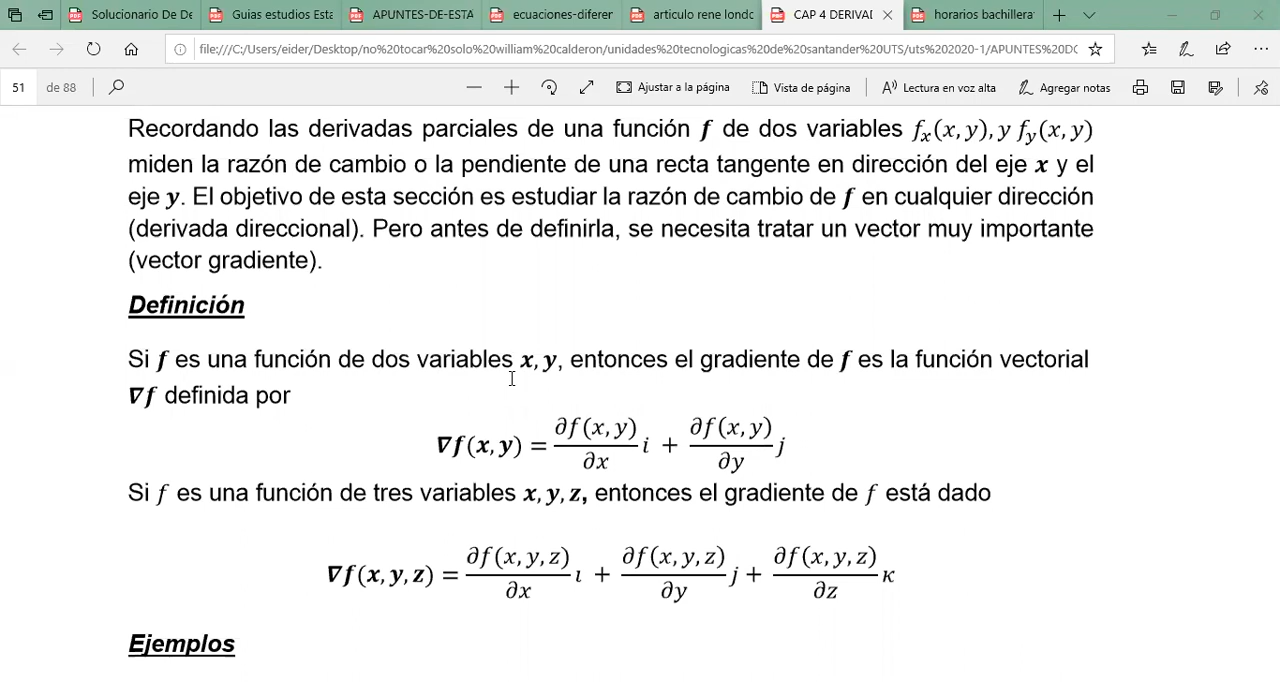 Solucionario De De
Guias estudios Esta
APUNTES-DE-ESTA
ecuaciones-diferer
articulo rene londo
CAP 4 DERIVAD
horarios bachillera
file:///C:/Users/eider/Desktop/no%20tocar%20solo%20william%20calderon/unidades%20tecnologicas%20de%20santander%20UTS/uts%202020-1/APUNTES%20DC
51 de 88 Ajustar a la página Vista de página Lectura en voz alta Agregar notas
Recordando las derivadas parciales de una función f de dos variables fₓ(x, y), y f_y(x, y)
miden la razón de cambio o la pendiente de una recta tangente en dirección del eje x y el
eje y. El objetivo de esta sección es estudiar la razón de cambio de f en cualquier dirección
(derivada direccional). Pero antes de definirla, se necesita tratar un vector muy importante
(vector gradiente).
Definición
Si f es una función de dos variables x, y, entonces el gradiente de f es la función vectorial
∇f definida por
∇f(x, y) = ∂f(x, y)/∂x i + ∂f(x, y)/∂y j
Si f es una función de tres variables x, y, z, entonces el gradiente de f está dado
∇f(x, y, z) = ∂f(x, y, z)/∂x ι + ∂f(x, y, z)/∂y j + ∂f(x, y, z)/∂z κ
Ejemplos